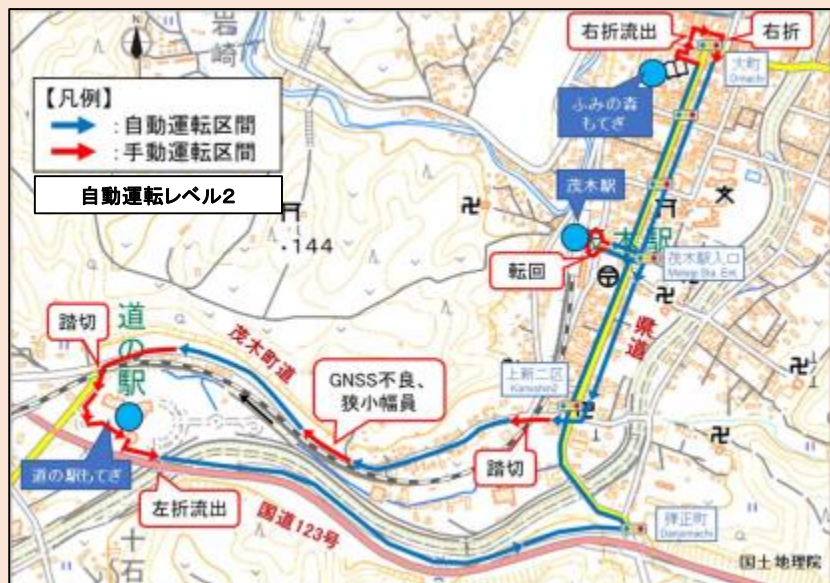 岩崎
N
【凡例】
：自動運転区間
：手動運転区間
自動運転レベル２
右折流出
右折
大町
Omachi
ふみの森
もてぎ
茂木駅
木駅
・144
転回
茂木駅入口
Motegi Sta. Ent.
県道
踏切
道の駅
茂木町道
GNSS不良、
狭小幅員
上新二区
Kamishin2
踏切
道の駅もてぎ
左折流出
国道123号
弾正町
Danjomachi
十石
国土地理院